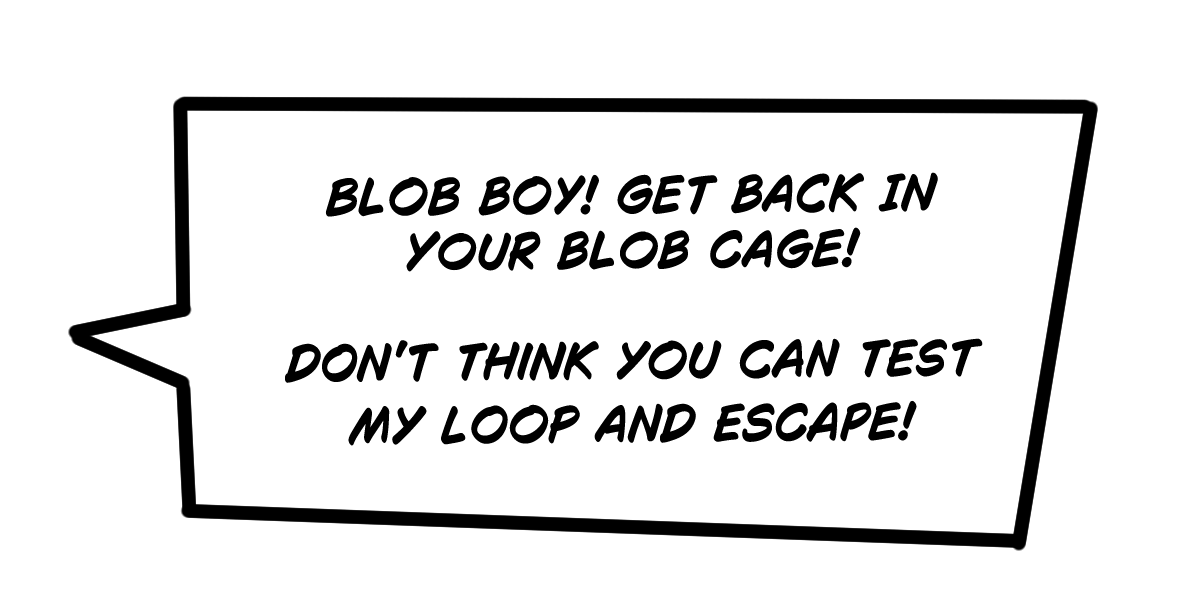 BLOB BOY! GET BACK IN
YOUR BLOB CAGE!
DON'T THINK YOU CAN TEST
MY LOOP AND ESCAPE!